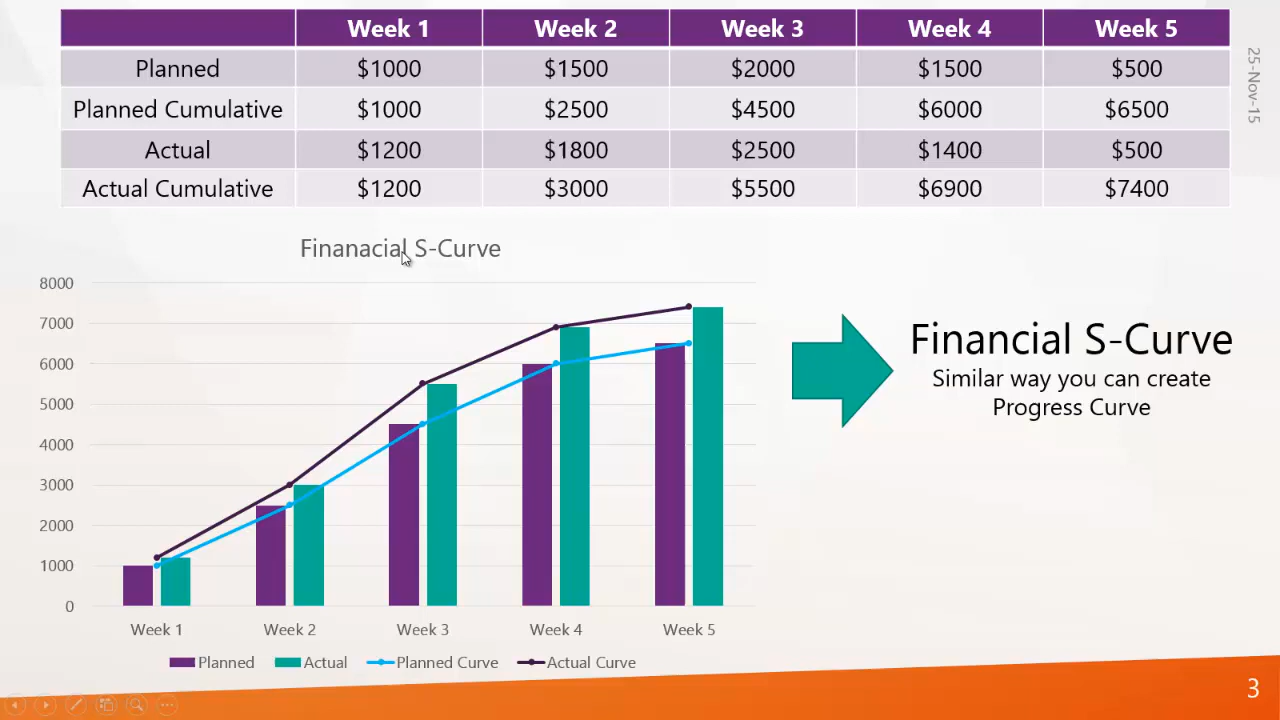 Week 1 Week 2 Week 3 Week 4 Week 5
Planned $1000 $1500 $2000 $1500 $500
Planned Cumulative $1000 $2500 $4500 $6000 $6500
Actual $1200 $1800 $2500 $1400 $500
Actual Cumulative $1200 $3000 $5500 $6900 $7400
25-Nov-15
Finanacial S-Curve
8000
7000
6000
5000
4000
3000
2000
1000
0
Week 1 Week 2 Week 3 Week 4 Week 5
Planned Actual Planned Curve Actual Curve
Financial S-Curve
Similar way you can create
Progress Curve
3